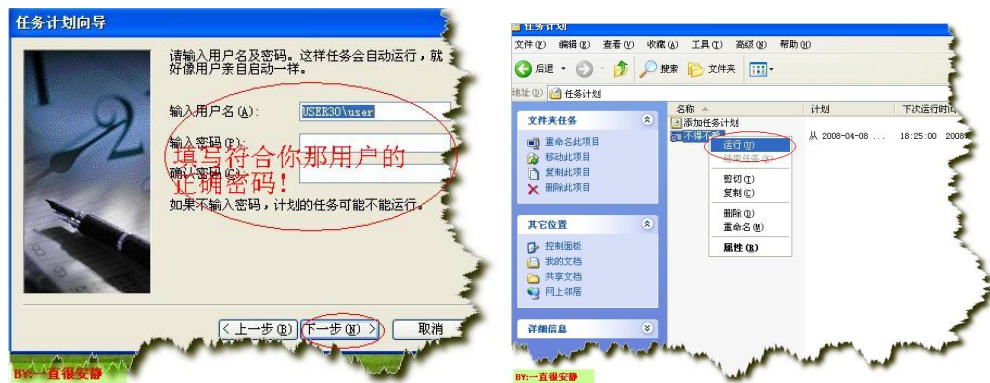 任务计划向导
请输入用户名及密码。这样任务会自动运行，就
好像用户亲自启动一样。
输入用户名(A):
USER30\user
输入密码(P):
填写符合你那用户的
确认密码(C):
正确密码！
如果不输入密码，计划的任务可能不能运行。
< 上一步(B)
下一步(N) >
取消
BY:一直很安静
任务计划
文件(F) 编辑(E) 查看(V) 收藏(A) 工具(T) 高级(N) 帮助(H)
后退 搜索 文件夹
地址(D) 任务计划
文件夹任务
重命名此项目
移动此项目
复制此项目
删除此项目
其它位置
控制面板
我的文档
共享文档
网上邻居
详细信息
名称 计划 下次运行时间
添加任务计划
不得不 从 2008-04-08 ... 18:25:00 2008
运行(U)
结束任务(K)
剪切(T)
复制(C)
删除(D)
重命名(M)
属性(R)
BY:一直很安静